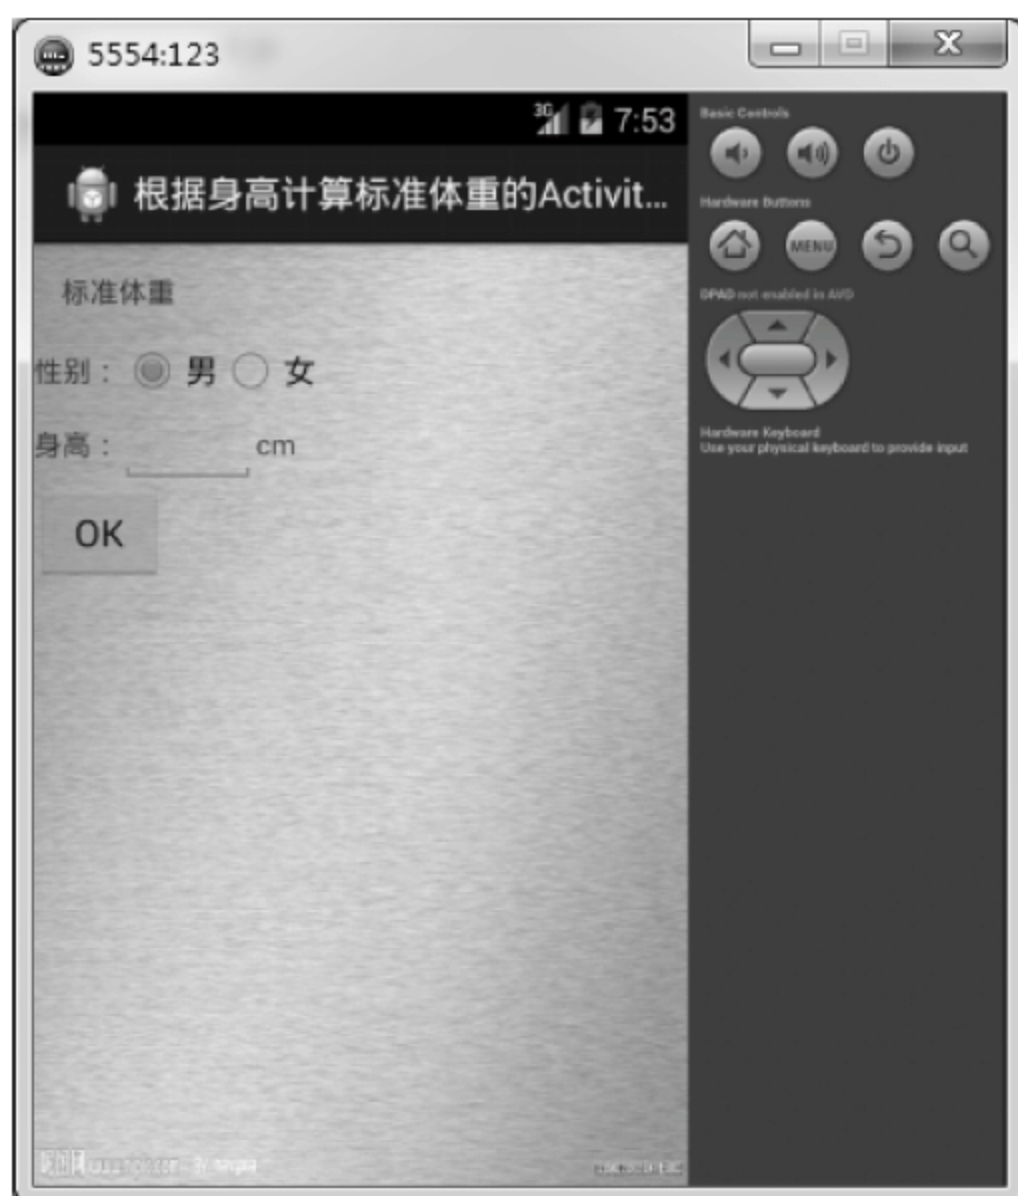 5554:123
3G 7:53
根据身高计算标准体重的Activit...
标准体重
性别： 男 女
身高： cm
OK
Basic Controls
Hardware Buttons
MENU
DPAD not enabled in AVD
Hardware Keyboard
Use your physical keyboard to provide input